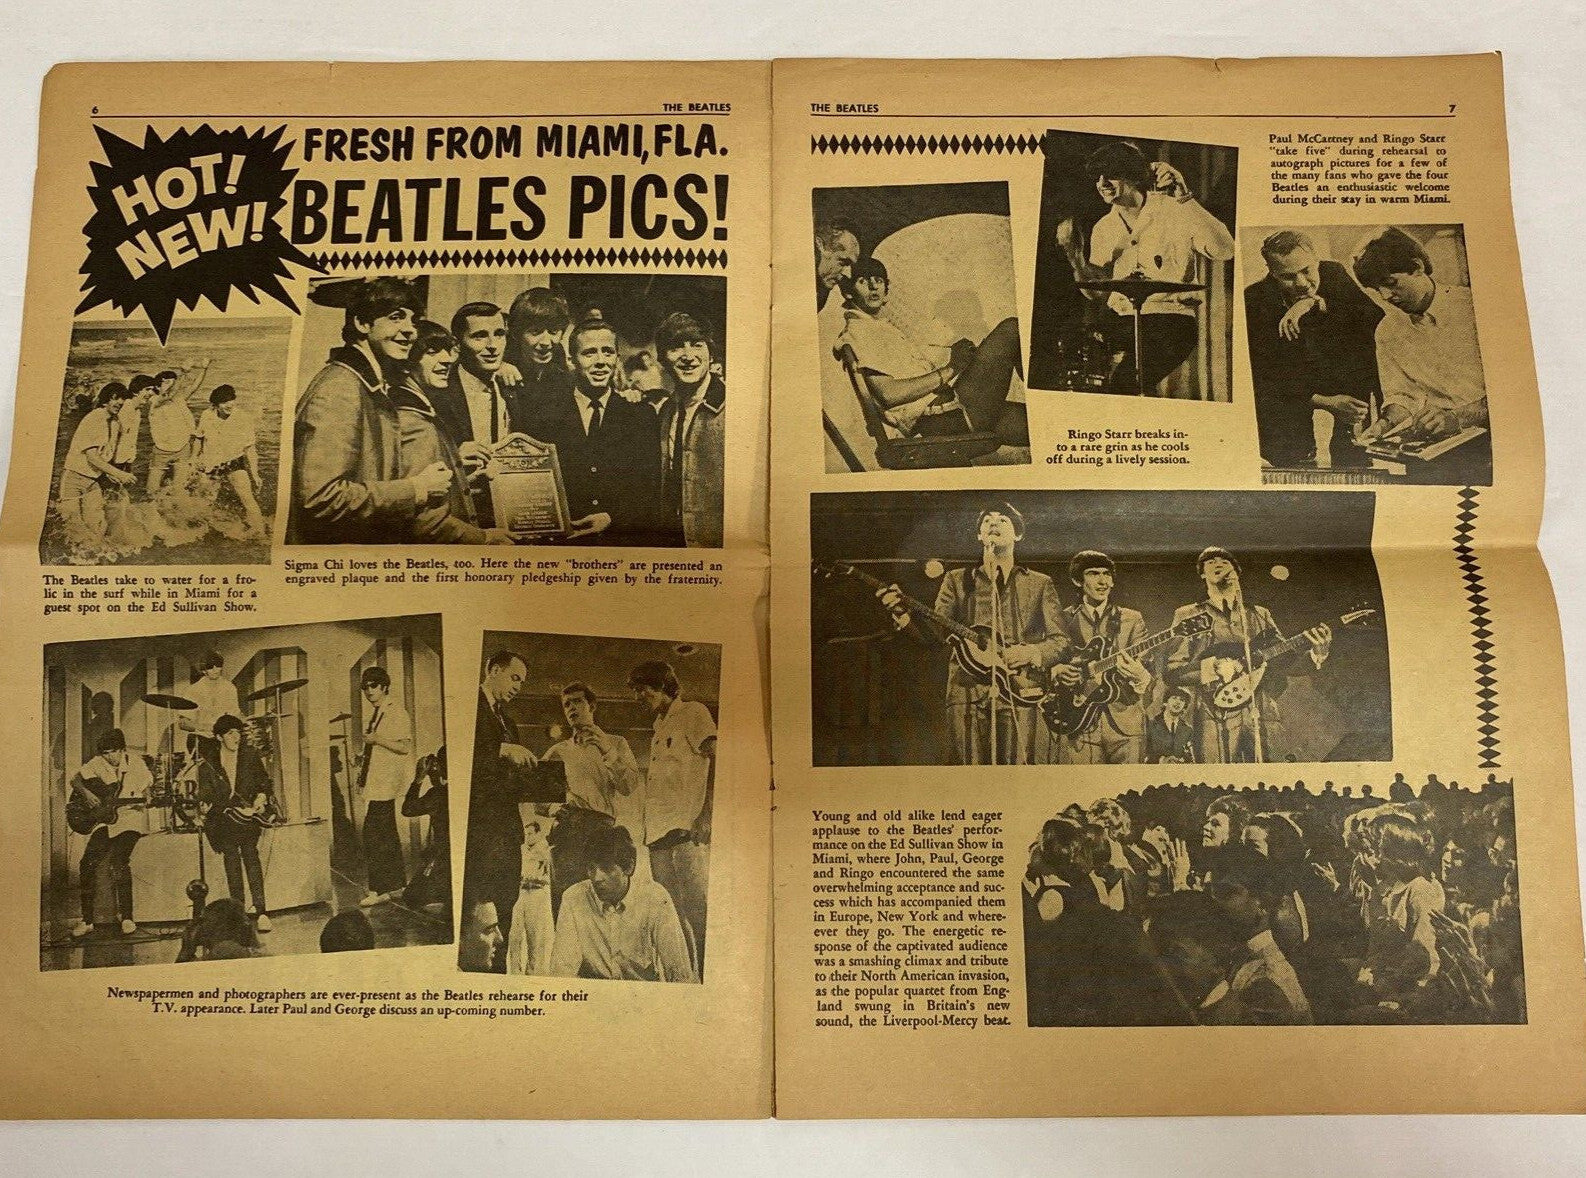 6
THE BEATLES
HOT!
NEW!
FRESH FROM MIAMI, FLA.
BEATLES PICS!
The Beatles take to water for a fro-
lic in the surf while in Miami for a
guest spot on the Ed Sullivan Show.
Sigma Chi loves the Beatles, too. Here the new "brothers" are presented an
engraved plaque and the first honorary pledgeship given by the fraternity.
Newspapermen and photographers are ever-present as the Beatles rehearse for their
T.V. appearance. Later Paul and George discuss an up-coming number.
THE BEATLES
7
Paul McCartney and Ringo Starr
"take five" during rehearsal to
autograph pictures for a few of
the many fans who gave the four
Beatles an enthusiastic welcome
during their stay in warm Miami.
Ringo Starr breaks in-
to a rare grin as he cools
off during a lively session.
Young and old alike lend eager
applause to the Beatles' perfor-
mance on the Ed Sullivan Show in
Miami, where John, Paul, George
and Ringo encountered the same
overwhelming acceptance and suc-
cess which has accompanied them
in Europe, New York and where-
ever they go. The energetic re-
sponse of the captivated audience
was a smashing climax and tribute
to their North American invasion,
as the popular quartet from Eng-
land swung in Britain's new
sound, the Liverpool-Mercy beat.